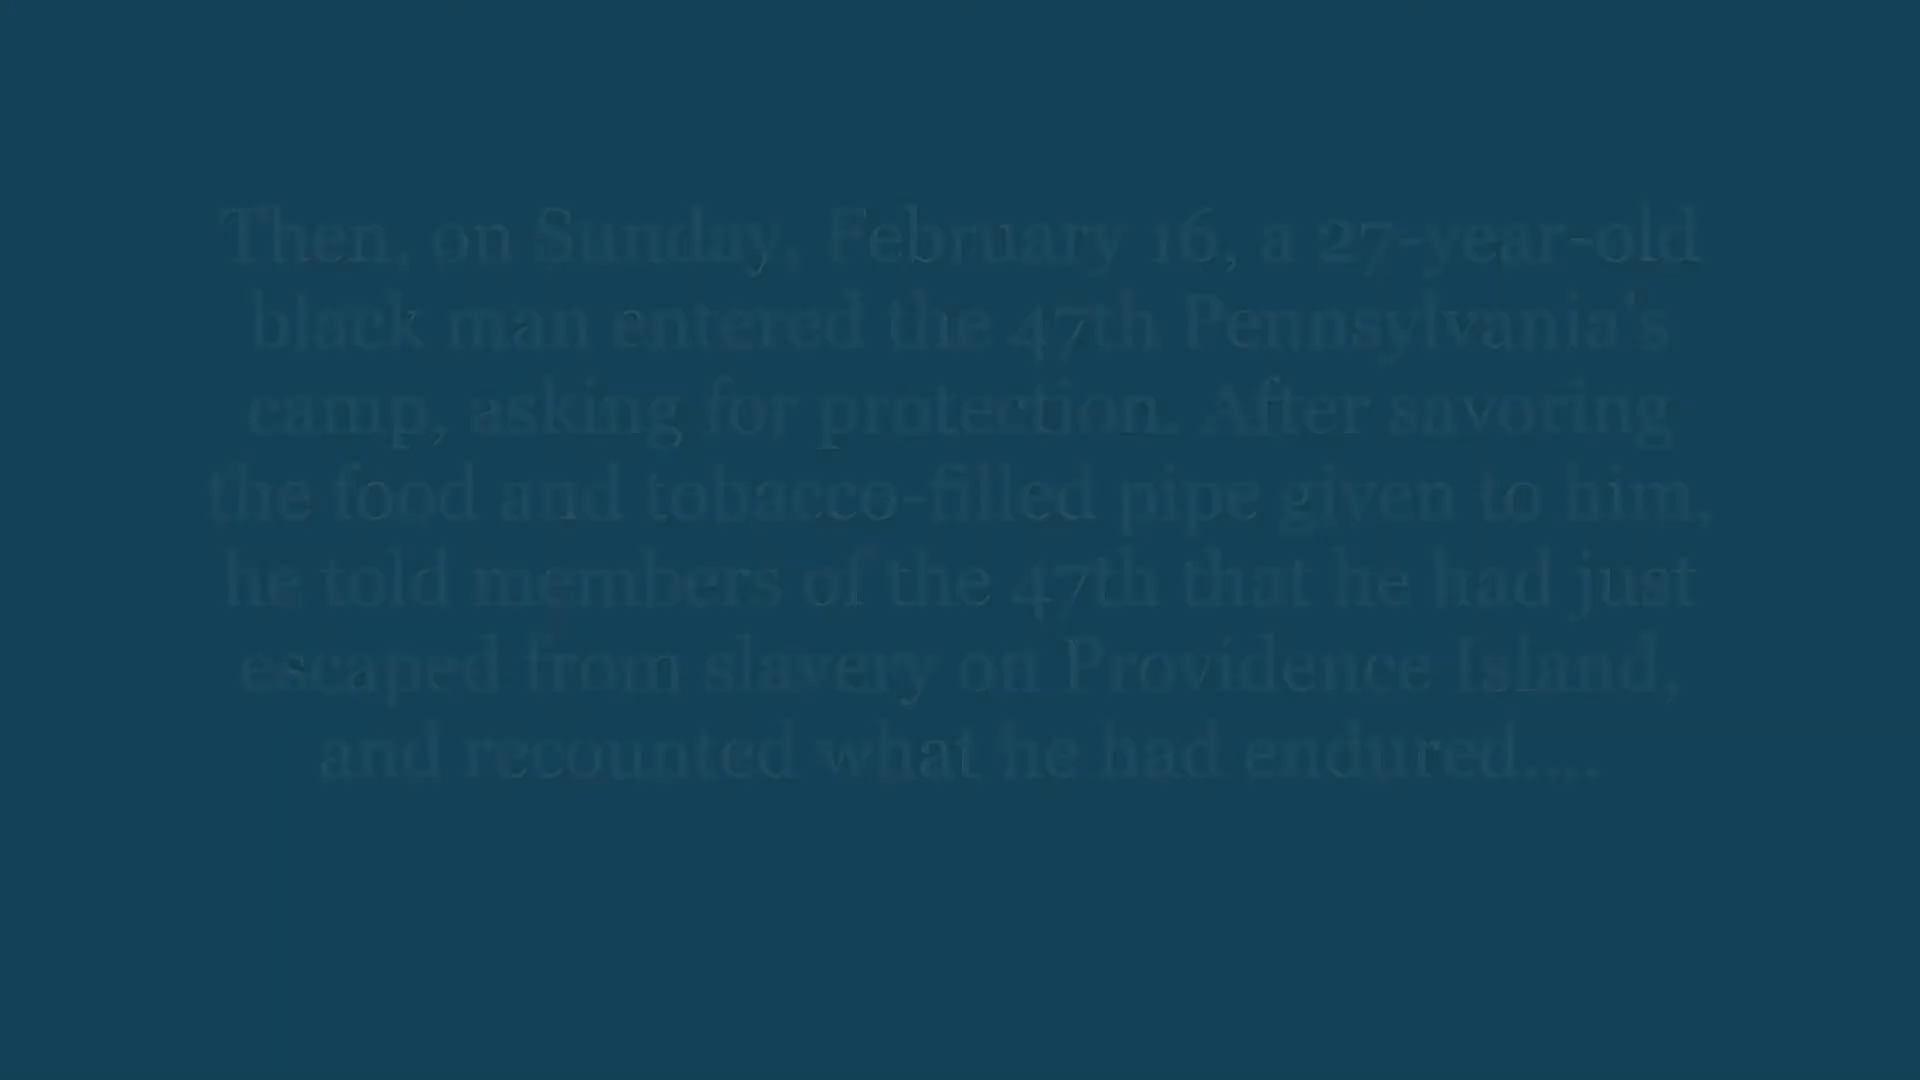 Then, on Sunday, February 16, a 27-year-old
black man entered the 47th Pennsylvania's
camp, asking for protection. After savoring
the food and tobacco-filled pipe given to him,
he told members of the 47th that he had just
escaped from slavery on Providence Island,
and recounted what he had endured....